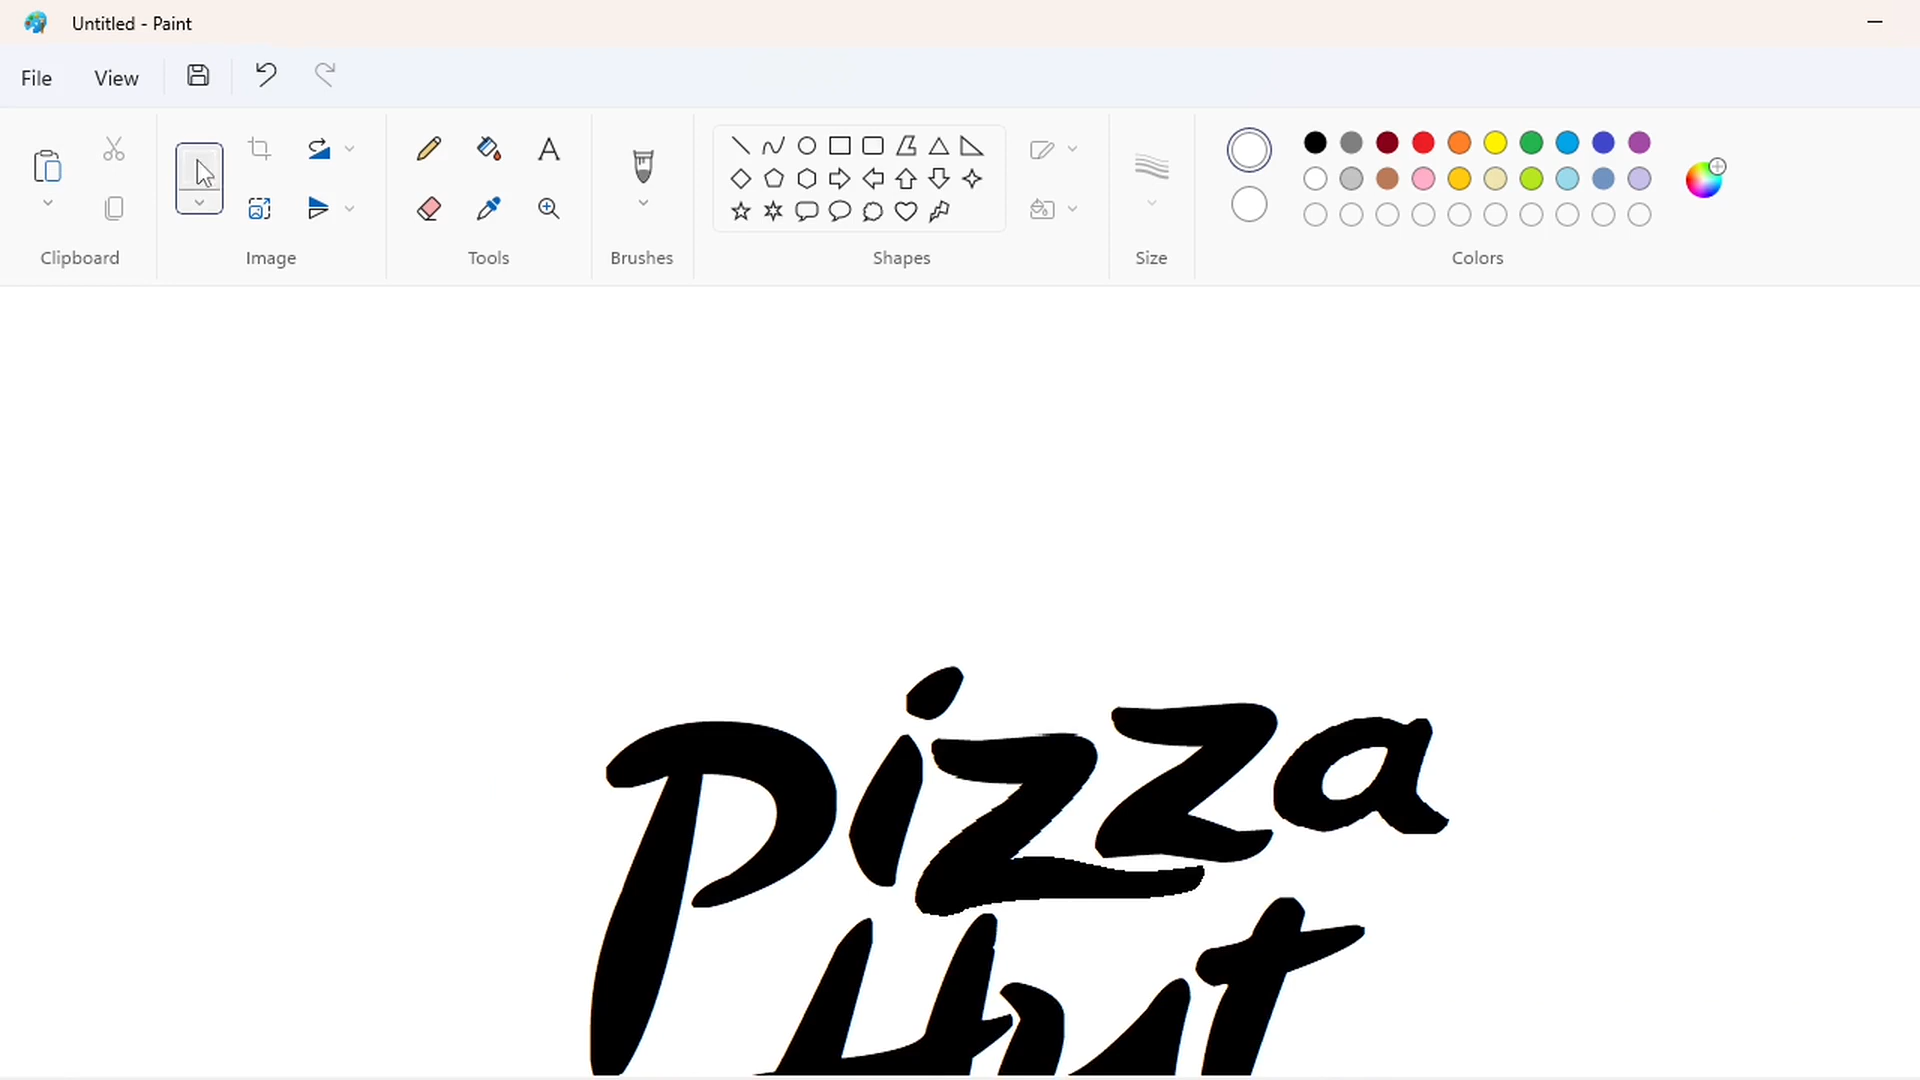 Untitled - Paint
File View
Clipboard Image Tools Brushes Shapes Size Colors
Pizza
Hut